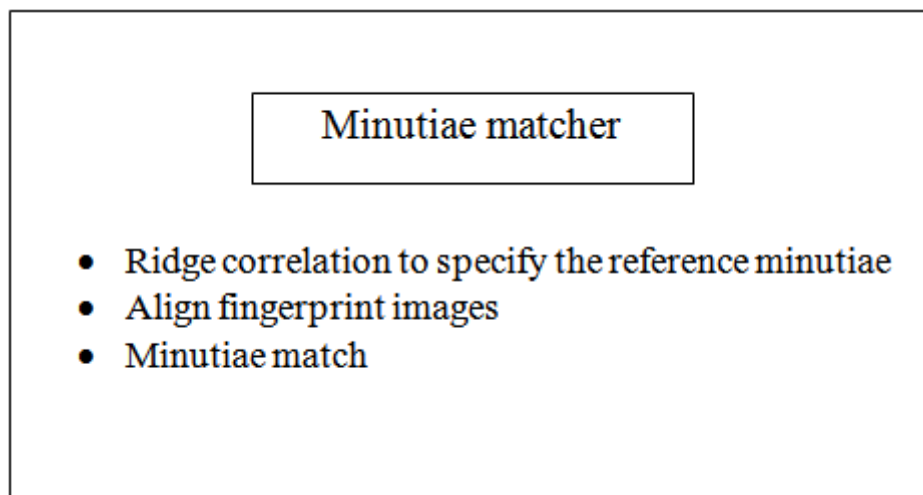 Minutiae matcher
• Ridge correlation to specify the reference minutiae
• Align fingerprint images
• Minutiae match